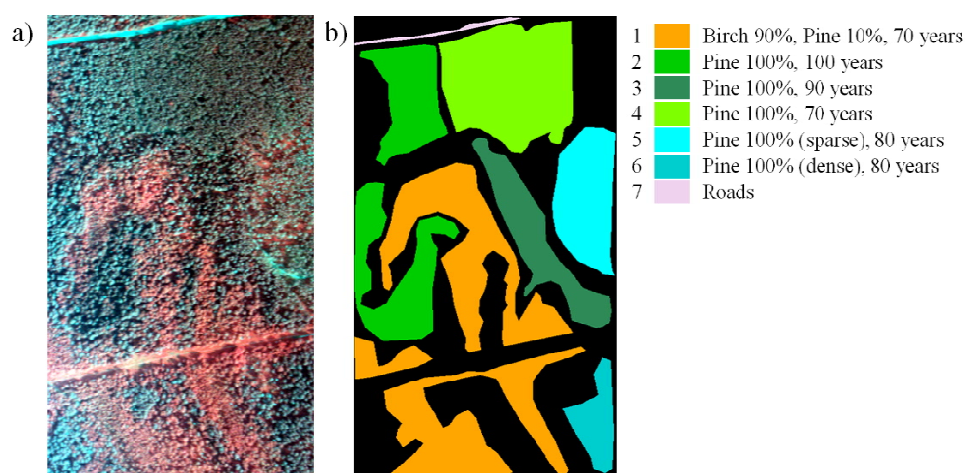 a)
b)
1 Birch 90%, Pine 10%, 70 years
2 Pine 100%, 100 years
3 Pine 100%, 90 years
4 Pine 100%, 70 years
5 Pine 100% (sparse), 80 years
6 Pine 100% (dense), 80 years
7 Roads